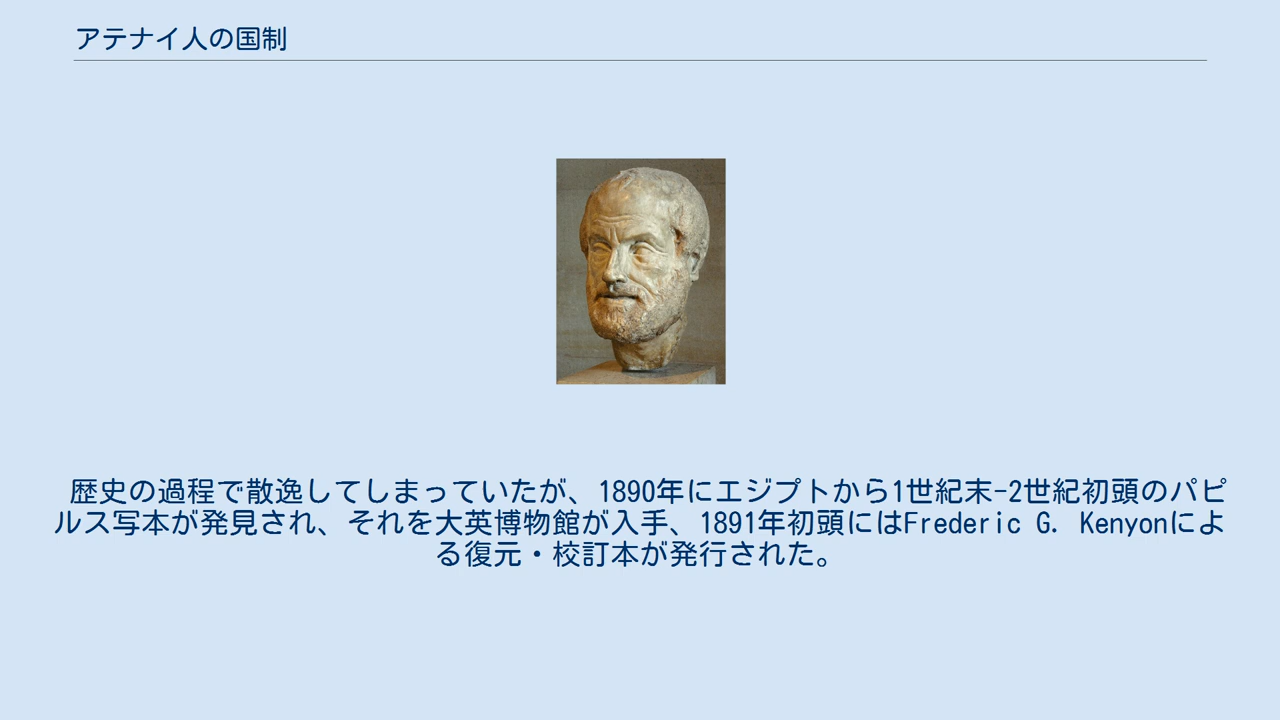 アテナイ人の国制
歴史の過程で散逸してしまっていたが、1890年にエジプトから1世紀末-2世紀初頭のパピ
ルス写本が発見され、それを大英博物館が入手、1891年初頭にはFrederic G. Kenyonによ
る復元・校訂本が発行された。